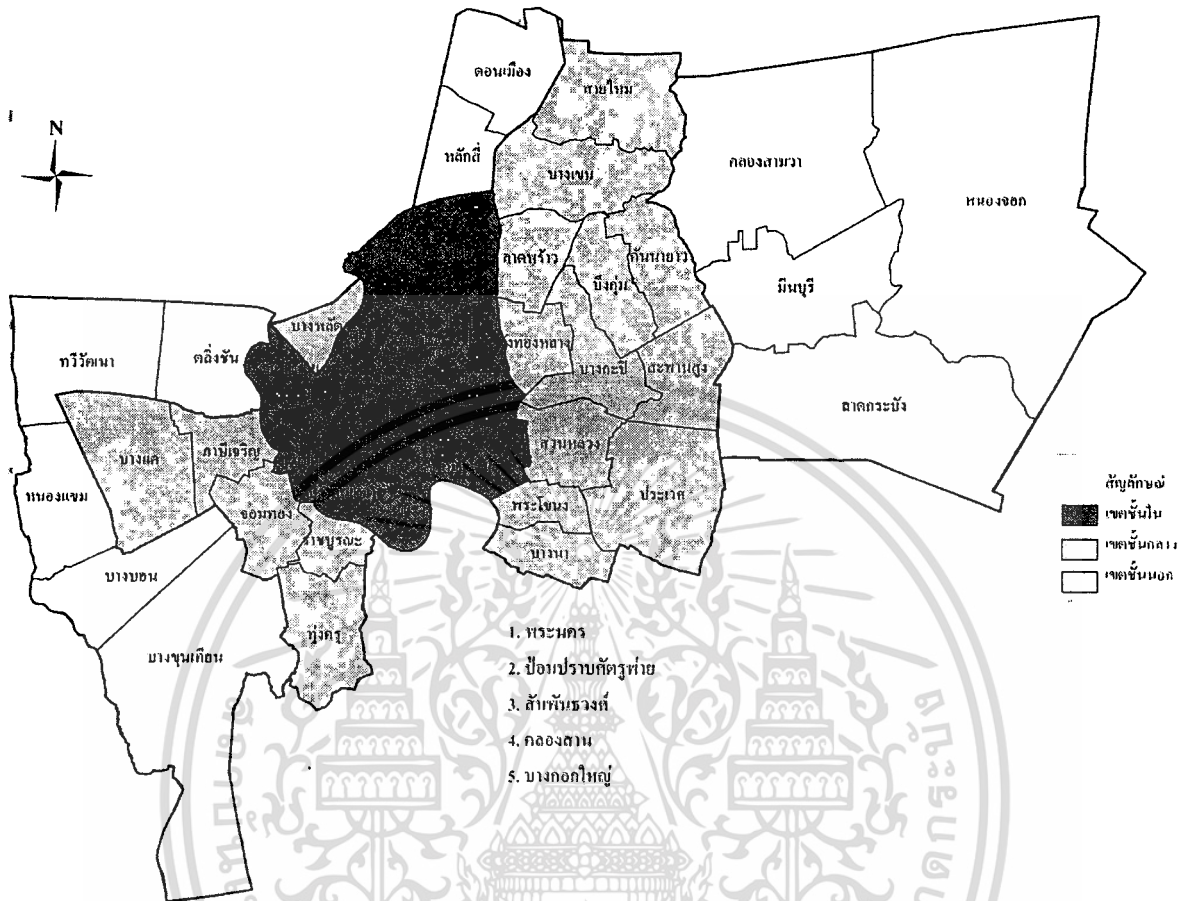 N
ดอนเมือง
สายไหม
หลักสี่
บางเขน
คลองสามวา
หนองจอก
ลาดพร้าว
คันนายาว
บึงกุ่ม
มีนบุรี
บางพลัด
ทวีวัฒนา
ตลิ่งชัน
งทองหลาง
บางกะปิ
สะพานสูง
ลาดกระบัง
บางแค
ภาษีเจริญ
สวนหลวง
ประเวศ
หนองแขม
จอมทอง
ราษบูรณะ
พระโขนง
บางนา
บางบอน
ทุ่งครุ
บางขุนเทียน
สัญลักษณ์
เขตชั้นใน
เขตชั้นกลาง
เขตชั้นนอก
1. พระนคร
2. ป้อมปราบศัตรูพ่าย
3. สัมพันธวงศ์
4. คลองสาน
5. บางกอกใหญ่